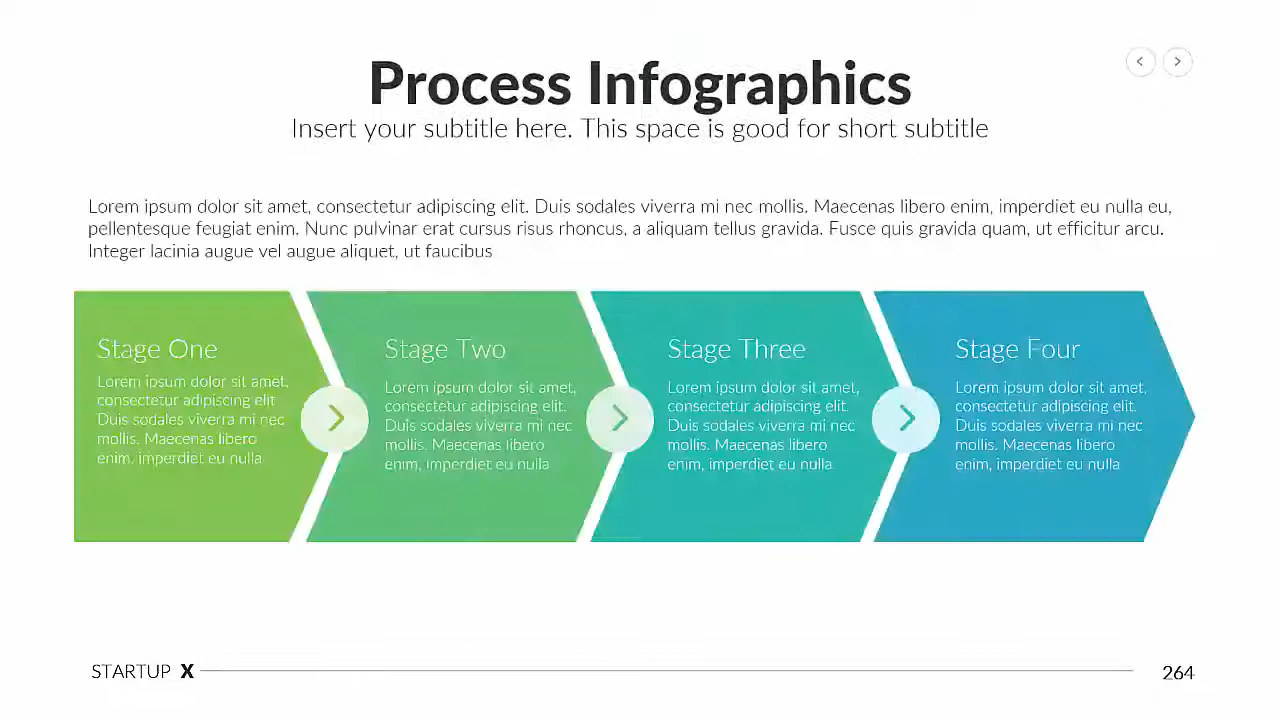 Process Infographics
Insert your subtitle here. This space is good for short subtitle
Lorem ipsum dolor sit amet, consectetur adipiscing elit. Duis sodales viverra mi nec mollis. Maecenas libero enim, imperdiet eu nulla eu,
pellentesque feugiat enim. Nunc pulvinar erat cursus risus rhoncus, a aliquam tellus gravida. Fusce quis gravida quam, ut efficitur arcu.
Integer lacinia augue vel augue aliquet, ut faucibus
Stage One
Lorem ipsum dolor sit amet,
consectetur adipiscing elit
Duis sodales viverra mi nec
mollis. Maecenas libero
enim, imperdiet eu nulla
Stage Two
Lorem ipsum dolor sit amet,
consectetur adipiscing elit.
Duis sodales viverra mi nec
mollis. Maecenas libero
enim, imperdiet eu nulla
Stage Three
Lorem ipsum dolor sit amet,
consectetur adipiscing elit.
Duis sodales viverra mi nec
mollis. Maecenas libero
enim, imperdiet eu nulla
Stage Four
Lorem ipsum dolor sit amet,
consectetur adipiscing elit.
Duis sodales viverra mi nec
mollis. Maecenas libero
enim, imperdiet eu nulla
STARTUP X
264